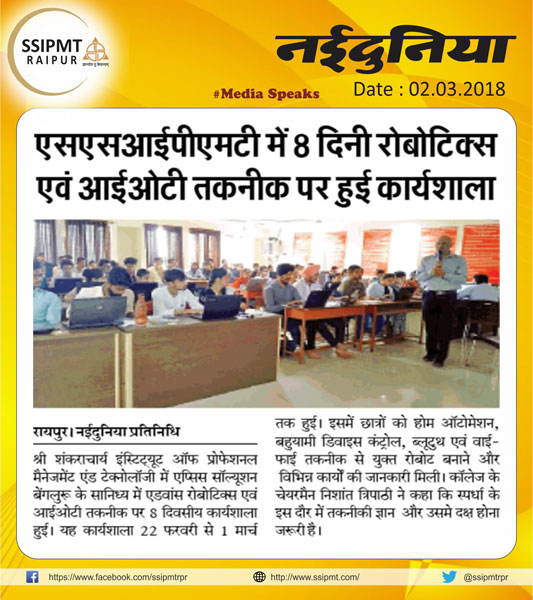 SSIPMT
RAIPUR
नईदुनिया
#Media Speaks
Date : 02.03.2018
एसएसआईपीएमटी में 8 दिनी रोबोटिक्स
एवं आईओटी तकनीक पर हुई कार्यशाला
रायपुर। नईदुनिया प्रतिनिधि
श्री शंकराचार्य इंस्टिट्यूट ऑफ प्रोफेशनल
मैनेजमेंट एंड टेक्नोलॉजी में एप्सिस सॉल्यूशन
बेंगलुरू के सानिध्य में एडवांस रोबोटिक्स एवं
आईओटी तकनीक पर 8 दिवसीय कार्यशाला
हुई। यह कार्यशाला 22 फरवरी से 1 मार्च
तक हुई। इसमें छात्रों को होम ऑटोमेशन,
बहुयामी डिवाइस कंट्रोल, ब्लूटुथ एवं वाई-
फाई तकनीक से युक्त रोबोट बनाने और
विभिन्न कार्यों की जानकारी मिली। कॉलेज के
चेयरमैन निशांत त्रिपाठी ने कहा कि स्पर्धा के
इस दौर में तकनीकी ज्ञान और उसमे दक्ष होना
जरूरी है।
https://www.facebook.com/ssipmtrpr
http://www.ssipmt.com/
@ssipmtrpr